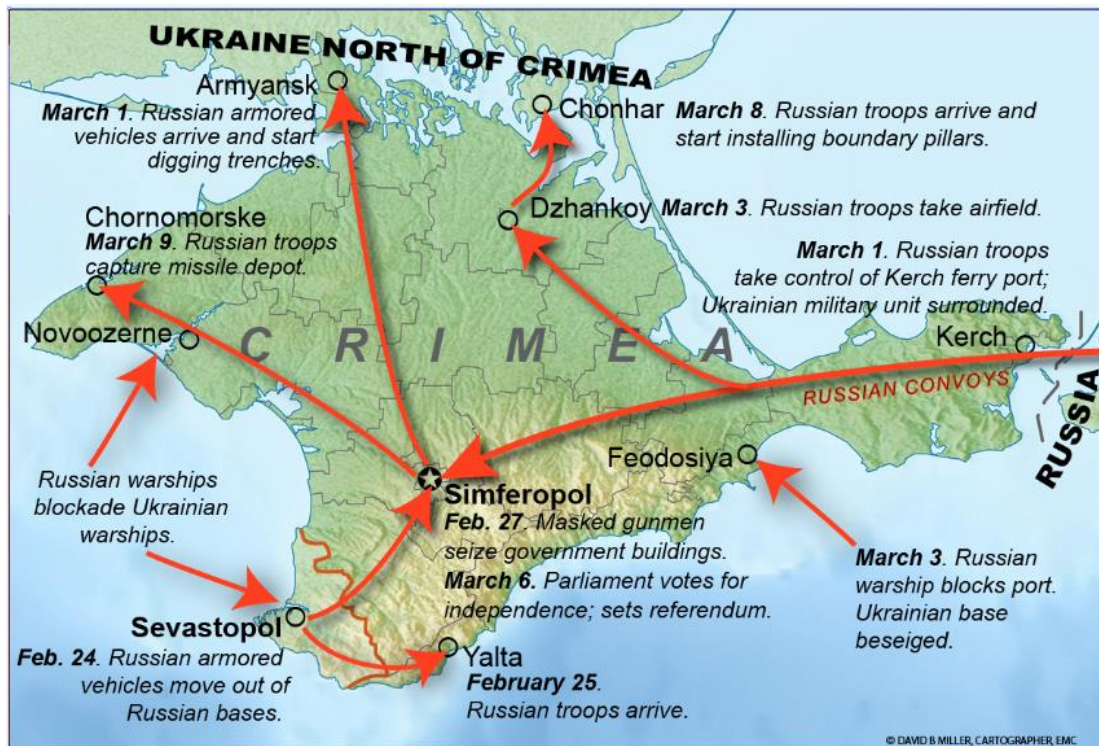 UKRAINE NORTH OF CRIMEA
Armyansk
March 1. Russian armored
vehicles arrive and start
digging trenches.
Chonhar
March 8. Russian troops arrive and
start installing boundary pillars.
Chornomorske
March 9. Russian troops
capture missile depot.
Dzhankoy
March 3. Russian troops take airfield.
March 1. Russian troops
take control of Kerch ferry port;
Ukrainian military unit surrounded.
Novoozerne
CRIMEA
Kerch
RUSSIAN CONVOYS
RUSSIA
Feodosiya
Russian warships
blockade Ukrainian
warships.
Simferopol
Feb. 27. Masked gunmen
seize government buildings.
March 6. Parliament votes for
independence; sets referendum.
March 3. Russian
warship blocks port.
Ukrainian base
beseiged.
Sevastopol
Feb. 24. Russian armored
vehicles move out of
Russian bases.
Yalta
February 25.
Russian troops arrive.
© DAVID B MILLER, CARTOGRAPHER, EMC